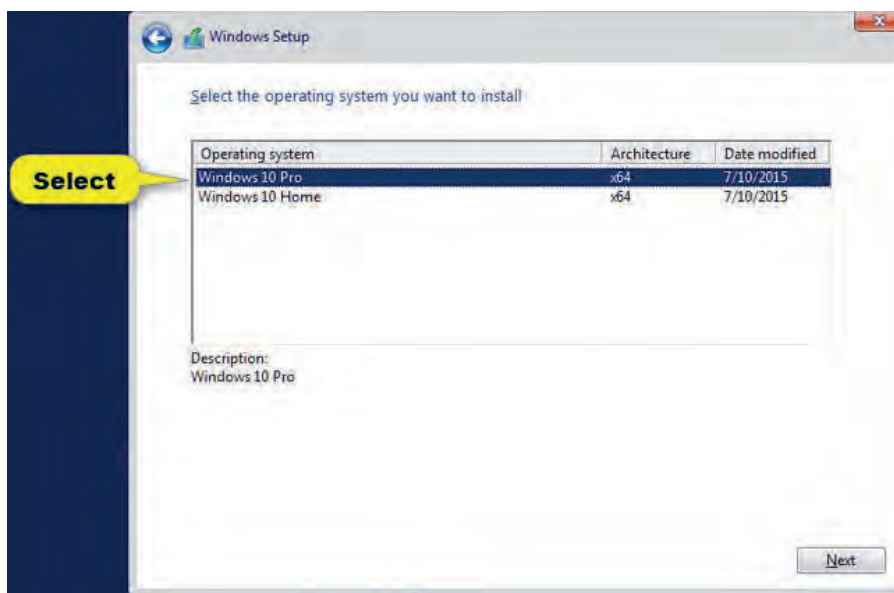 Windows Setup
Select the operating system you want to install
Operating system Architecture Date modified
Select
Windows 10 Pro x64 7/10/2015
Windows 10 Home x64 7/10/2015
Description:
Windows 10 Pro
Next